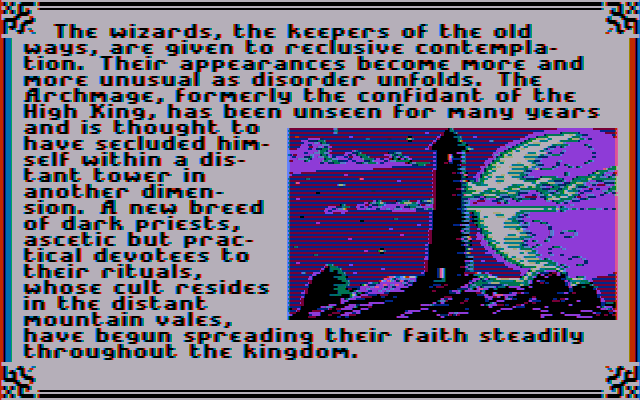 The wizards, the keepers of the old
ways, are given to reclusive contempla-
tion. Their appearances become more and
more unusual as disorder unfolds. The
Archmage, formerly the confidant of the
High King, has been unseen for many years
and is thought to
have secluded him-
self within a dis-
tant tower in
another dimen-
sion. A new breed
of dark priests,
ascetic but prac-
tical devotees to
their rituals,
whose cult resides
in the distant
mountain vales,
have begun spreading their faith steadily
throughout the kingdom.